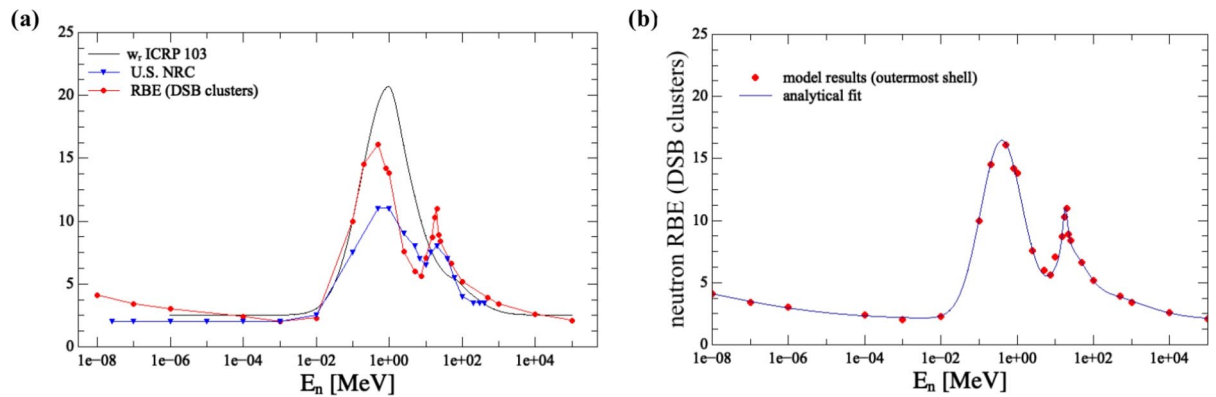 (a)
25
20
15
10
5
0
wr ICRP 103
U.S. NRC
RBE (DSB clusters)
1e−08 1e−06 1e−04 1e−02 1e+00 1e+02 1e+04
En [MeV]
(b)
neutron RBE (DSB clusters)
25
20
15
10
5
0
model results (outermost shell)
analytical fit
1e−08 1e−06 1e−04 1e−02 1e+00 1e+02 1e+04
En [MeV]